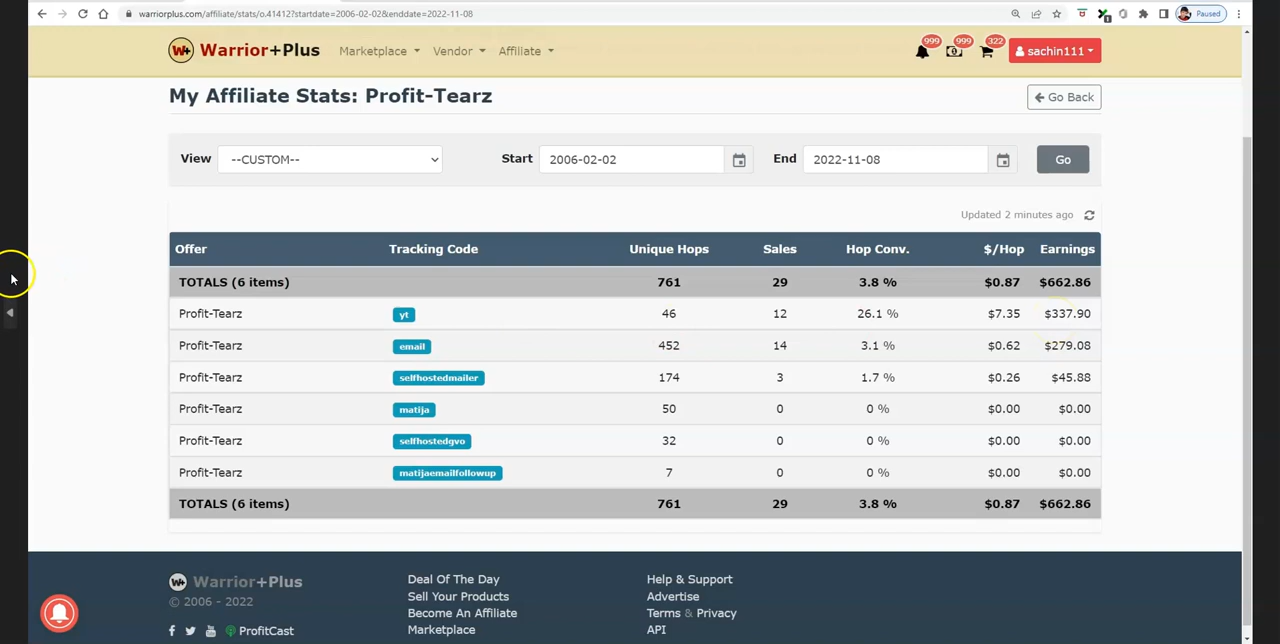 warriorplus.com/affiliate/stats/o.41412?startdate=2006-02-02&enddate=2022-11-08
1
Paused
W+ Warrior+Plus Marketplace Vendor Affiliate 999 999 322 sachin111
My Affiliate Stats: Profit-Tearz Go Back
View --CUSTOM-- Start 2006-02-02 End 2022-11-08 Go
Updated 2 minutes ago
Offer Tracking Code Unique Hops Sales Hop Conv. $/Hop Earnings
TOTALS (6 items) 761 29 3.8 % $0.87 $662.86
Profit-Tearz yt 46 12 26.1 % $7.35 $337.90
Profit-Tearz email 452 14 3.1 % $0.62 $279.08
Profit-Tearz selfhostedmailer 174 3 1.7 % $0.26 $45.88
Profit-Tearz matija 50 0 0 % $0.00 $0.00
Profit-Tearz selfhostedgvo 32 0 0 % $0.00 $0.00
Profit-Tearz matijaemailfollowup 7 0 0 % $0.00 $0.00
TOTALS (6 items) 761 29 3.8 % $0.87 $662.86
W+ Warrior+Plus Deal Of The Day Help & Support
© 2006 - 2022 Sell Your Products Advertise
Become An Affiliate Terms & Privacy
ProfitCast Marketplace API